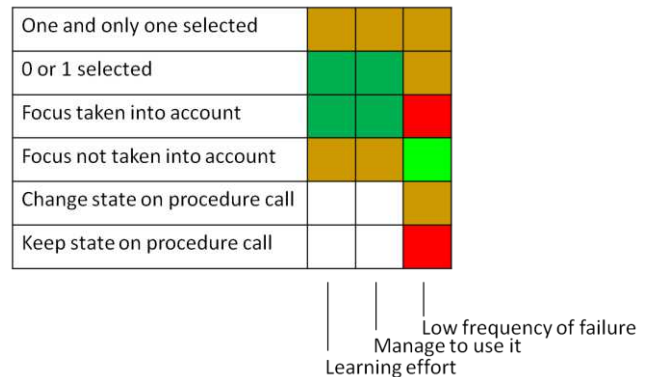 One and only one selected
0 or 1 selected
Focus taken into account
Focus not taken into account
Change state on procedure call
Keep state on procedure call
Low frequency of failure
Manage to use it
Learning effort